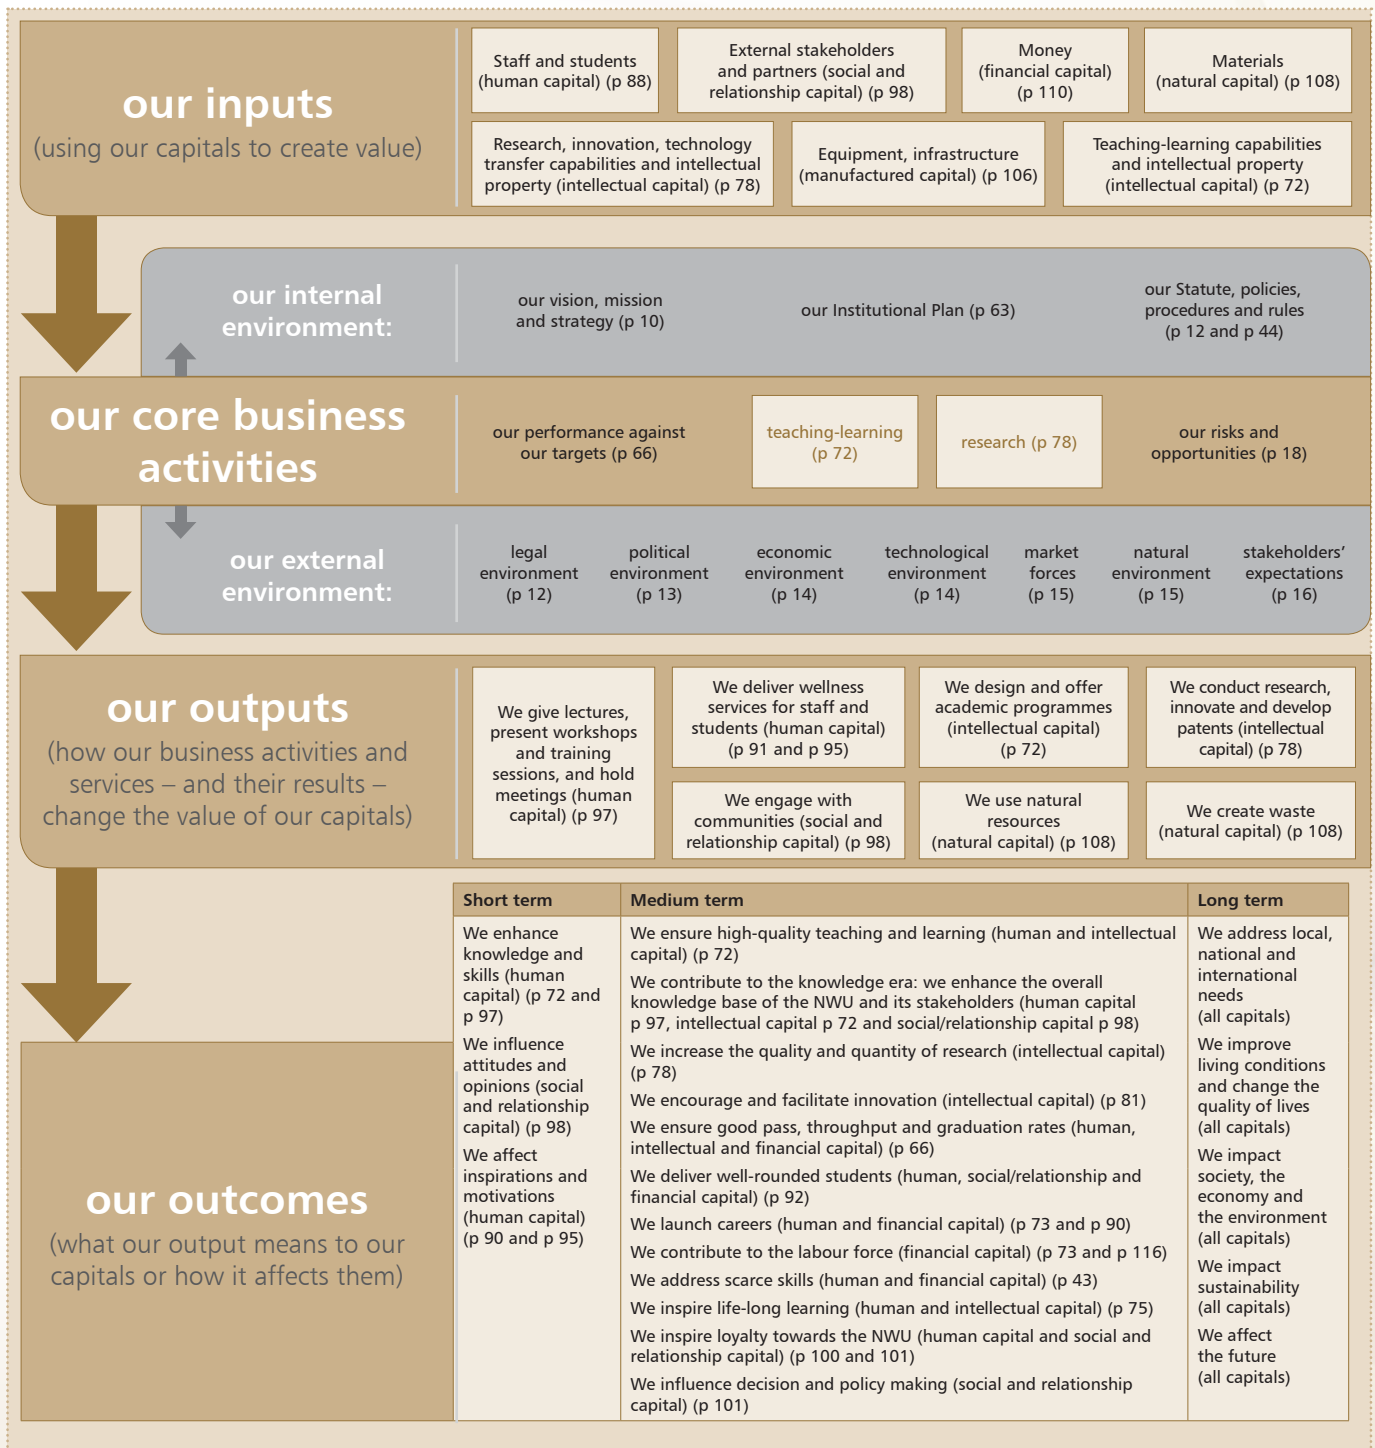 our inputs
(using our capitals to create value)
Staff and students
(human capital) (p 88)
External stakeholders
and partners (social and
relationship capital) (p 98)
Money
(financial capital)
(p 110)
Materials
(natural capital) (p 108)
Research, innovation, technology
transfer capabilities and intellectual
property (intellectual capital) (p 78)
Equipment, infrastructure
(manufactured capital) (p 106)
Teaching-learning capabilities
and intellectual property
(intellectual capital) (p 72)
our internal
environment:
our vision, mission
and strategy (p 10)
our Institutional Plan (p 63)
our Statute, policies,
procedures and rules
(p 12 and p 44)
our core business
activities
our performance against
our targets (p 66)
teaching-learning
(p 72)
research (p 78)
our risks and
opportunities (p 18)
our external
environment:
legal
environment
(p 12)
political
environment
(p 13)
economic
environment
(p 14)
technological
environment
(p 14)
market
forces
(p 15)
natural
environment
(p 15)
stakeholders’
expectations
(p 16)
our outputs
(how our business activities and
services – and their results –
change the value of our capitals)
We give lectures,
present workshops
and training
sessions, and hold
meetings (human
capital) (p 97)
We deliver wellness
services for staff and
students (human capital)
(p 91 and p 95)
We design and offer
academic programmes
(intellectual capital)
(p 72)
We conduct research,
innovate and develop
patents (intellectual
capital) (p 78)
We engage with
communities (social and
relationship capital) (p 98)
We use natural
resources
(natural capital) (p 108)
We create waste
(natural capital) (p 108)
our outcomes
(what our output means to our
capitals or how it affects them)
Short term
We enhance
knowledge and
skills (human
capital) (p 72 and
p 97)
We influence
attitudes and
opinions (social
and relationship
capital) (p 98)
We affect
inspirations and
motivations
(human capital)
(p 90 and p 95)
Medium term
We ensure high-quality teaching and learning (human and intellectual
capital) (p 72)
We contribute to the knowledge era: we enhance the overall
knowledge base of the NWU and its stakeholders (human capital
p 97, intellectual capital p 72 and social/relationship capital p 98)
We increase the quality and quantity of research (intellectual capital)
(p 78)
We encourage and facilitate innovation (intellectual capital) (p 81)
We ensure good pass, throughput and graduation rates (human,
intellectual and financial capital) (p 66)
We deliver well-rounded students (human, social/relationship and
financial capital) (p 92)
We launch careers (human and financial capital) (p 73 and p 90)
We contribute to the labour force (financial capital) (p 73 and p 116)
We address scarce skills (human and financial capital) (p 43)
We inspire life-long learning (human and intellectual capital) (p 75)
We inspire loyalty towards the NWU (human capital and social and
relationship capital) (p 100 and 101)
We influence decision and policy making (social and relationship
capital) (p 101)
Long term
We address local,
national and
international
needs
(all capitals)
We improve
living conditions
and change the
quality of lives
(all capitals)
We impact
society, the
economy and
the environment
(all capitals)
We impact
sustainability
(all capitals)
We affect
the future
(all capitals)